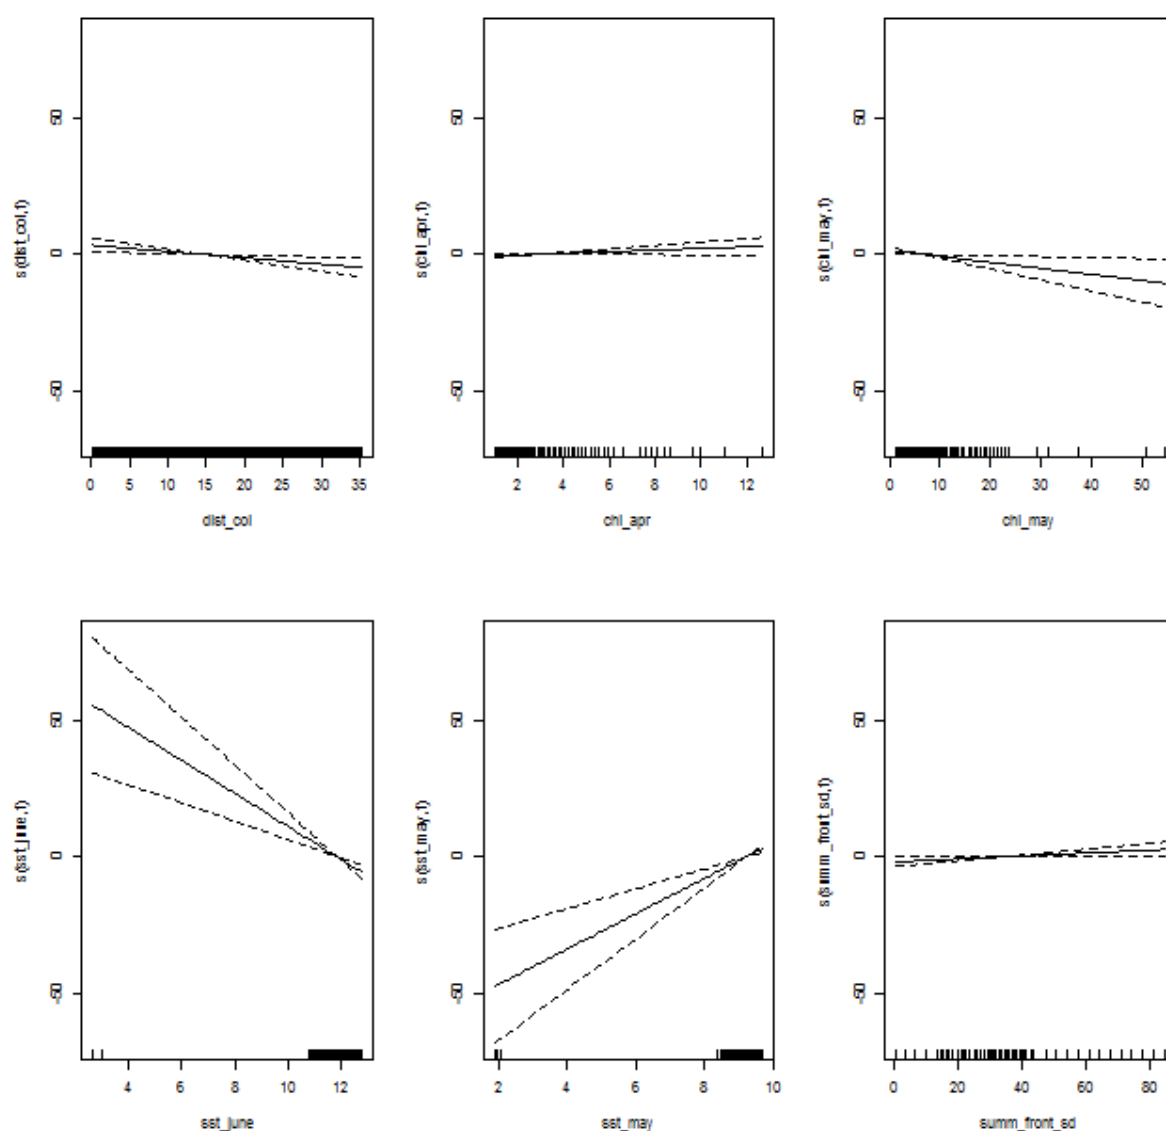 50
0
-50
s(dist_col,1)
0 5 10 15 20 25 30 35
dist_col
50
0
-50
s(chl_apr,1)
2 4 6 8 10 12
chl_apr
50
0
-50
s(chl_may,1)
0 10 20 30 40 50
chl_may
50
0
-50
s(sst_june,1)
4 6 8 10 12
sst_june
50
0
-50
s(sst_may,1)
2 4 6 8 10
sst_may
50
0
-50
s(summ_front_sd,1)
0 20 40 60 80
summ_front_sd